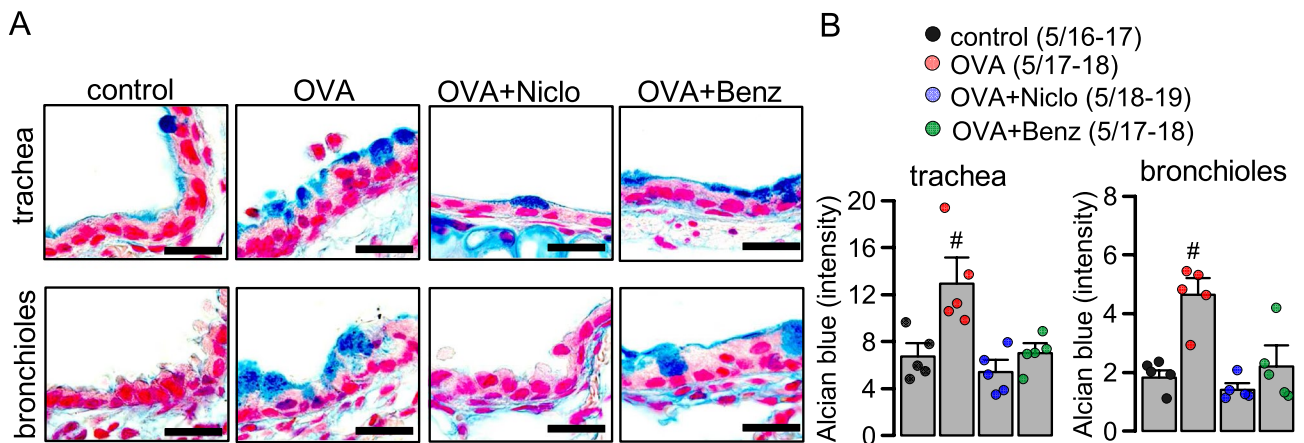 A
control OVA OVA+Niclo OVA+Benz
trachea
bronchioles
B
control (5/16-17)
OVA (5/17-18)
OVA+Niclo (5/18-19)
OVA+Benz (5/17-18)
trachea
Alcian blue (intensity)
20
16
12
8
4
0
#
bronchioles
Alcian blue (intensity)
8
6
4
2
0
#